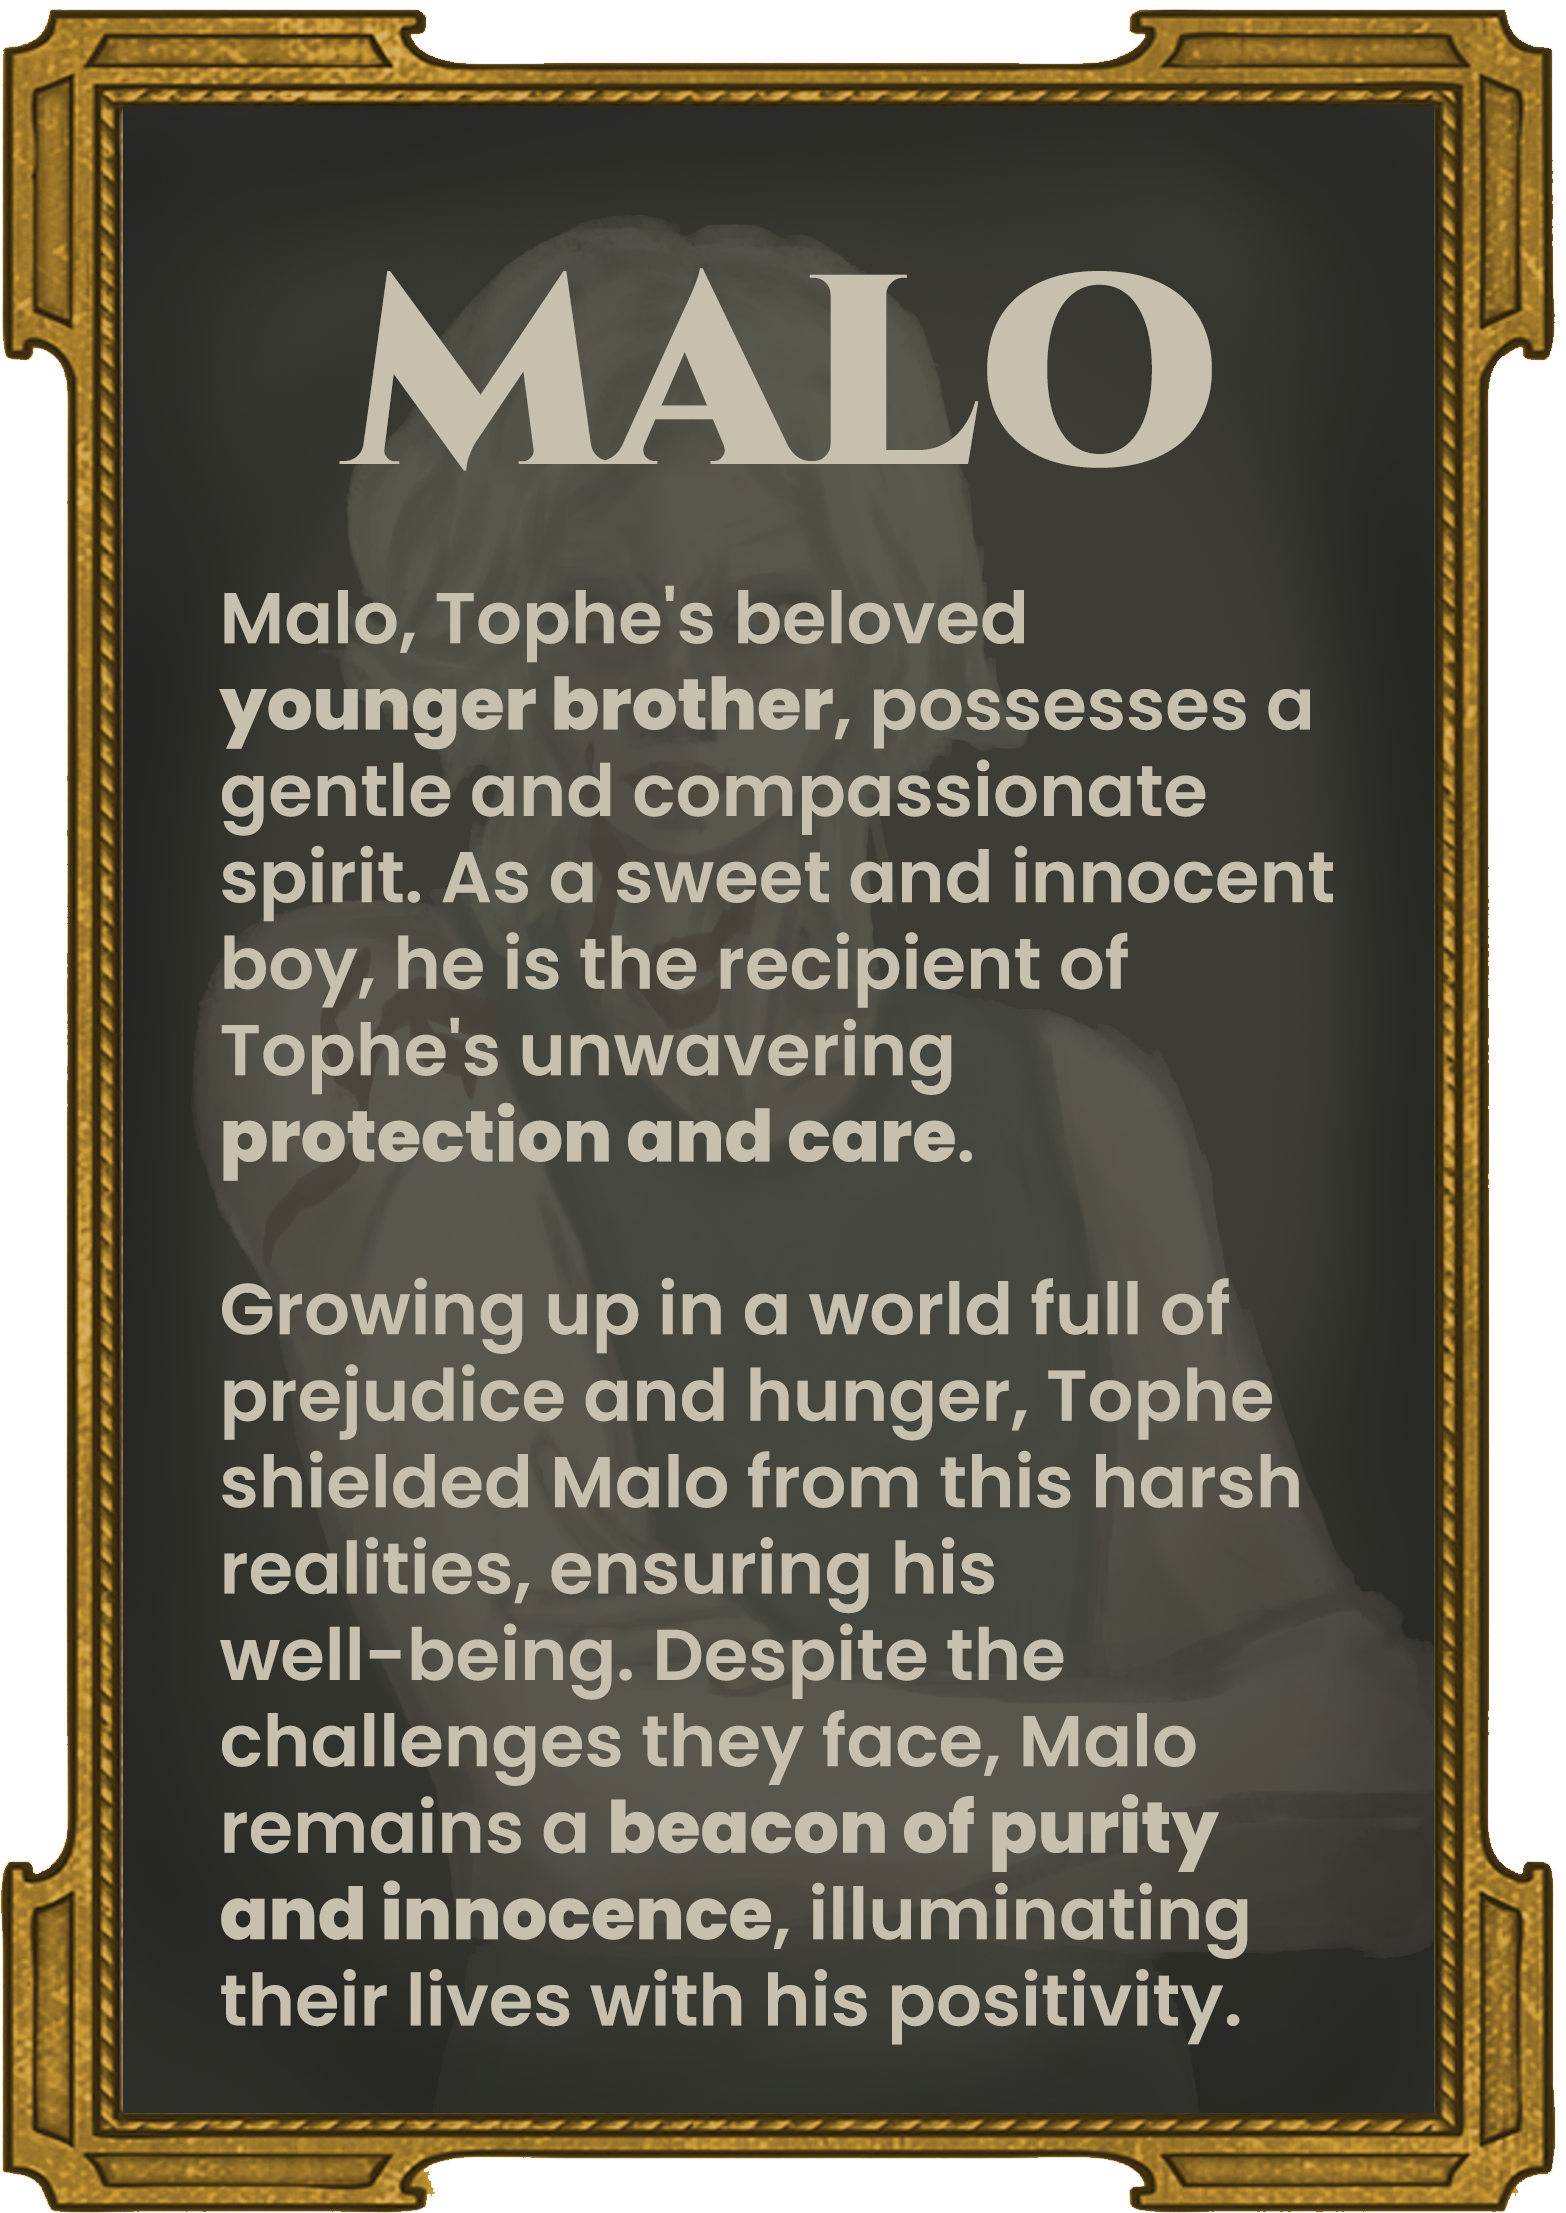 MALO
Malo, Tophe's beloved
younger brother, possesses a
gentle and compassionate
spirit. As a sweet and innocent
boy, he is the recipient of
Tophe's unwavering
protection and care.
Growing up in a world full of
prejudice and hunger, Tophe
shielded Malo from this harsh
realities, ensuring his
well-being. Despite the
challenges they face, Malo
remains a beacon of purity
and innocence, illuminating
their lives with his positivity.